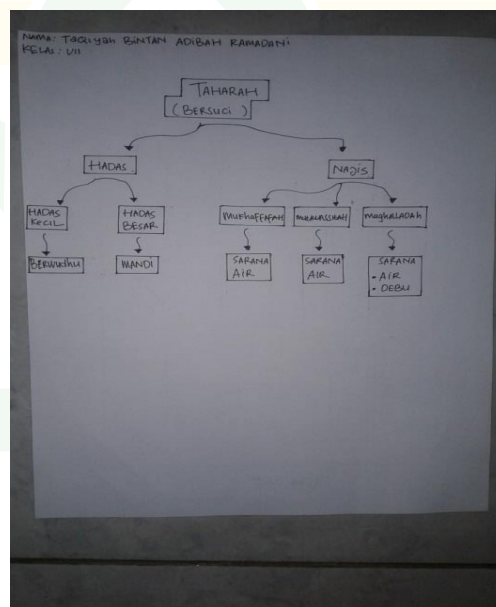 Nama: Taqiyah BINTAN ADIBAH RAMADANI
KELAS: VII
TAHARAH
(BERSUCI)
HADAS
NAJIS
HADAS
KECIL
HADAS
BESAR
MUKHAFFAFAH
MUTAWASSITAH
mughALLADAh
BERWUdhu
MANDI
SARANA
AIR
SARANA
AIR
SARANA
- AIR
- DEBU